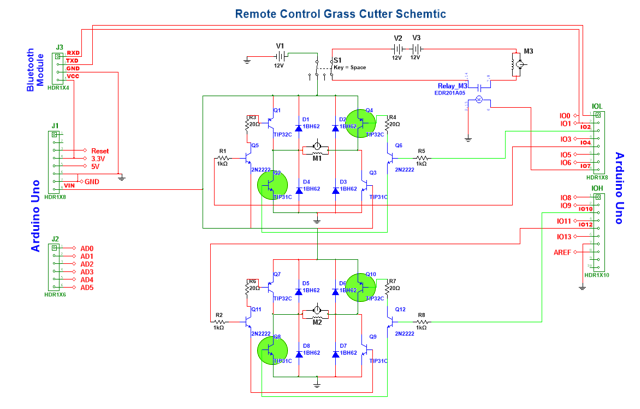 Remote Control Grass Cutter Schemtic
Bluetooth Module
J3
RXD
TXD
GND
VCC
HDR1X4
V1
12V
S1
Key = Space
V2
V3
12V
12V
M3
Relay_M3
EDR201A05
Arduino Uno
J1
Reset
3.3V
5V
GND
VIN
HDR1X8
J2
AD0
AD1
AD2
AD3
AD4
AD5
HDR1X6
R3
20Ω
Q1
TIP32C
D1
1BH62
D2
1BH62
Q4
TIP32C
R4
20Ω
R1
1kΩ
Q5
2N2222
M1
Q6
2N2222
R5
1kΩ
Q2
TIP31C
D4
1BH62
D3
1BH62
Q3
TIP31C
R6
20Ω
Q7
TIP32C
D5
1BH62
D6
1BH62
Q10
TIP32C
R7
20Ω
R2
1kΩ
Q11
2N2222
M2
Q12
2N2222
R8
1kΩ
Q8
TIP31C
D8
1BH62
D7
1BH62
Q9
TIP31C
IOL
IO0
IO1
IO2
IO3
IO4
IO5
IO6
IO7
HDR1X8
Arduino Uno
IOH
IO8
IO9
IO10
IO11
IO12
IO13
AREF
HDR1X10